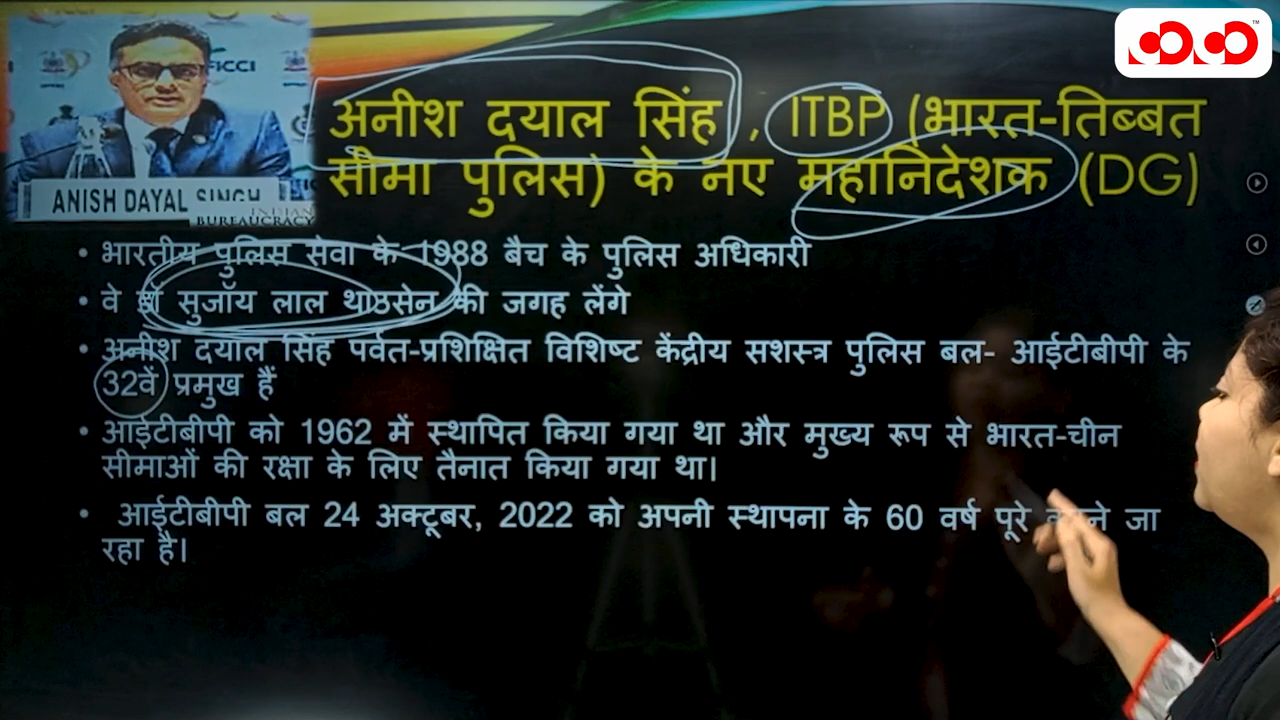 FICCI
ANISH DAYAL SINGH
INDIAN
BUREAUCRACY
अनीश दयाल सिंह , ITBP (भारत-तिब्बत
सीमा पुलिस) के नए महानिदेशक (DG)
• भारतीय पुलिस सेवा के 1988 बैच के पुलिस अधिकारी
• वे डॉ सुजॉय लाल थाउसेन की जगह लेंगे
• अनीश दयाल सिंह पर्वत-प्रशिक्षित विशिष्ट केंद्रीय सशस्त्र पुलिस बल- आईटीबीपी के
32वें प्रमुख हैं
• आईटीबीपी को 1962 में स्थापित किया गया था और मुख्य रूप से भारत-चीन
सीमाओं की रक्षा के लिए तैनात किया गया था।
• आईटीबीपी बल 24 अक्टूबर, 2022 को अपनी स्थापना के 60 वर्ष पूरे करने जा
रहा है।